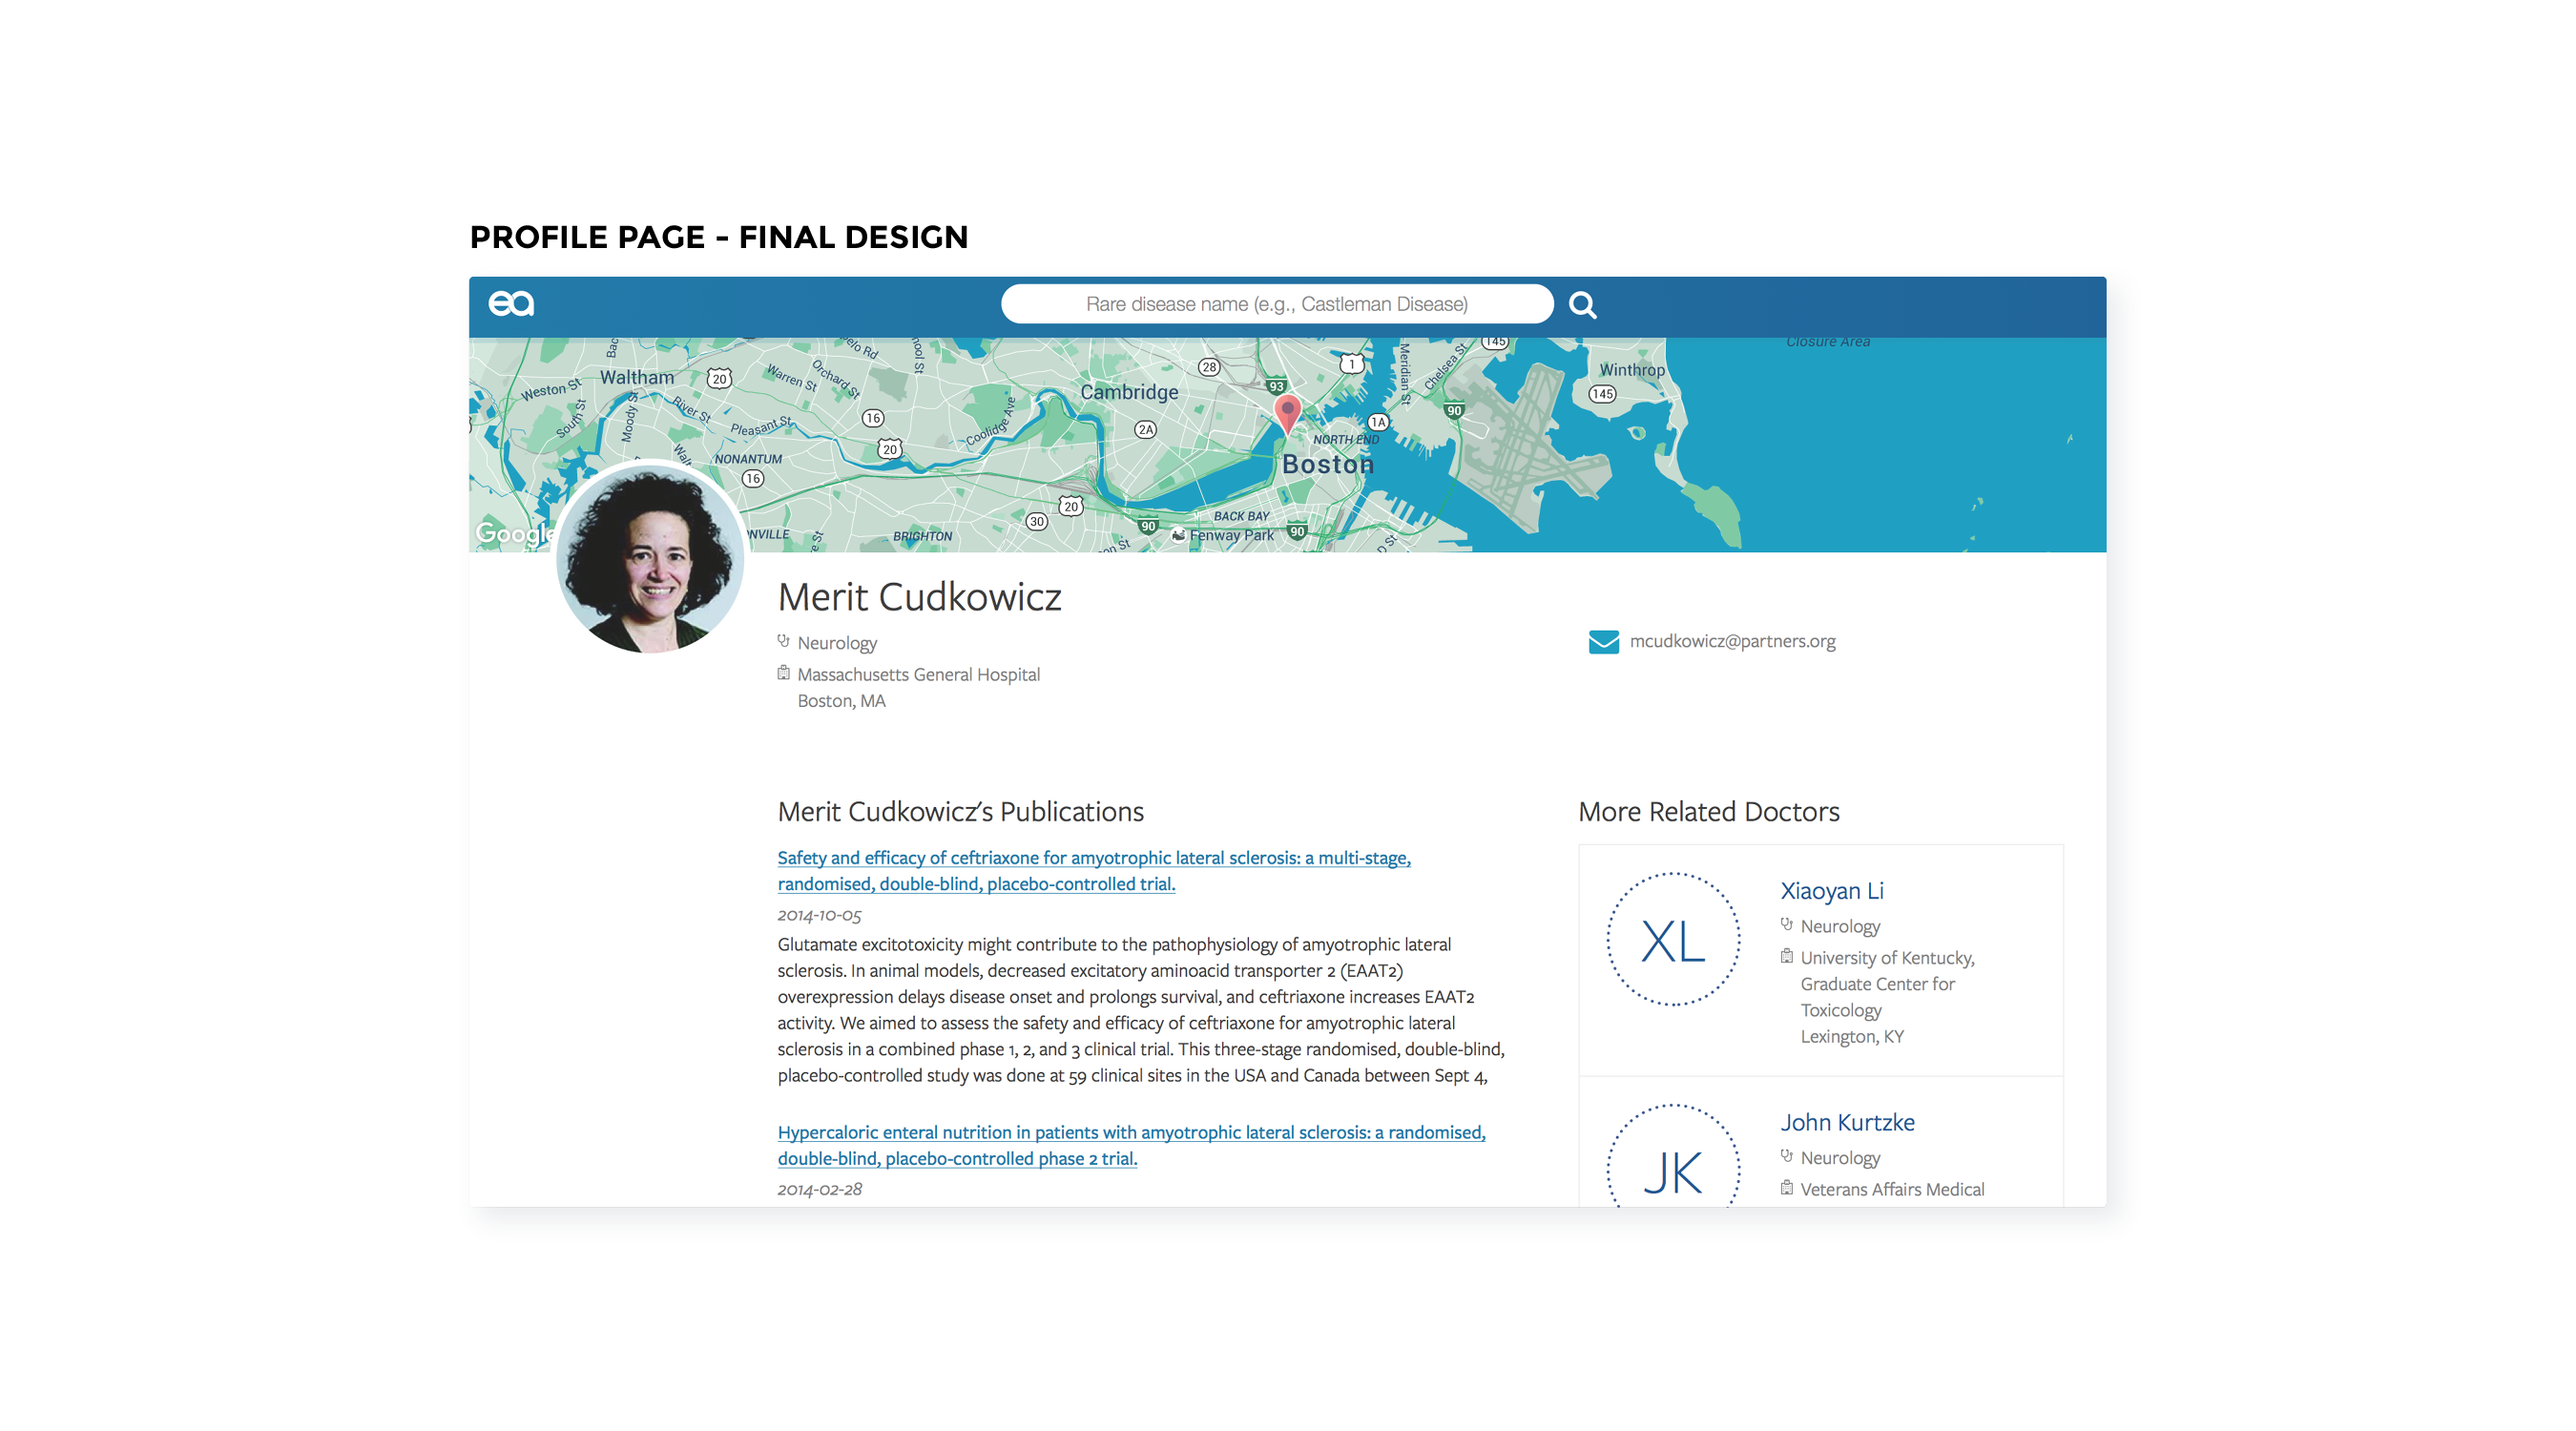 PROFILE PAGE - FINAL DESIGN
ea
Rare disease name (e.g., Castleman Disease)
Closure Area
145
Meridian St
Chelsea St
1
Winthrop
145
28
93
Cambridge
Waltham
20
Warren St
Orchard St
Weston St
South St
Moody St
River St
Pleasant St
16
Coolidge Ave
2A
90
1A
NORTH END
20
NONANTUM
16
Boston
20
30
90
BACK BAY
90
Fenway Park
BRIGHTON
Google
Merit Cudkowicz
Neurology
mcudkowicz@partners.org
Massachusetts General Hospital
Boston, MA
Merit Cudkowicz's Publications
Safety and efficacy of ceftriaxone for amyotrophic lateral sclerosis: a multi-stage,
randomised, double-blind, placebo-controlled trial.
2014-10-05
Glutamate excitotoxicity might contribute to the pathophysiology of amyotrophic lateral
sclerosis. In animal models, decreased excitatory aminoacid transporter 2 (EAAT2)
overexpression delays disease onset and prolongs survival, and ceftriaxone increases EAAT2
activity. We aimed to assess the safety and efficacy of ceftriaxone for amyotrophic lateral
sclerosis in a combined phase 1, 2, and 3 clinical trial. This three-stage randomised, double-blind,
placebo-controlled study was done at 59 clinical sites in the USA and Canada between Sept 4,
Hypercaloric enteral nutrition in patients with amyotrophic lateral sclerosis: a randomised,
double-blind, placebo-controlled phase 2 trial.
2014-02-28
More Related Doctors
XL
Xiaoyan Li
Neurology
University of Kentucky,
Graduate Center for
Toxicology
Lexington, KY
JK
John Kurtzke
Neurology
Veterans Affairs Medical